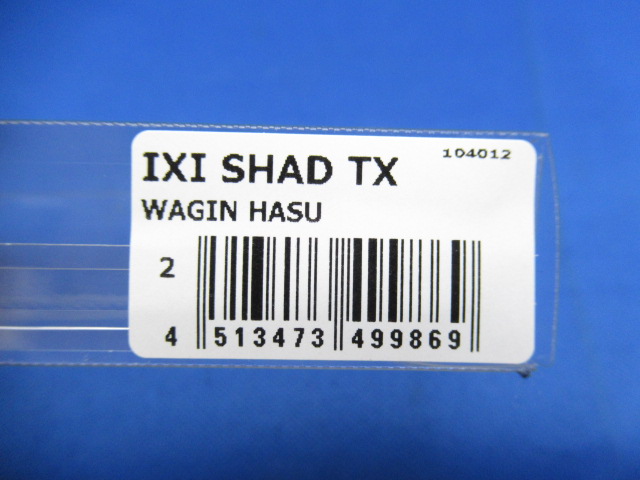 IXI SHAD TX 104012
WAGIN HASU
2
4 513473 499869